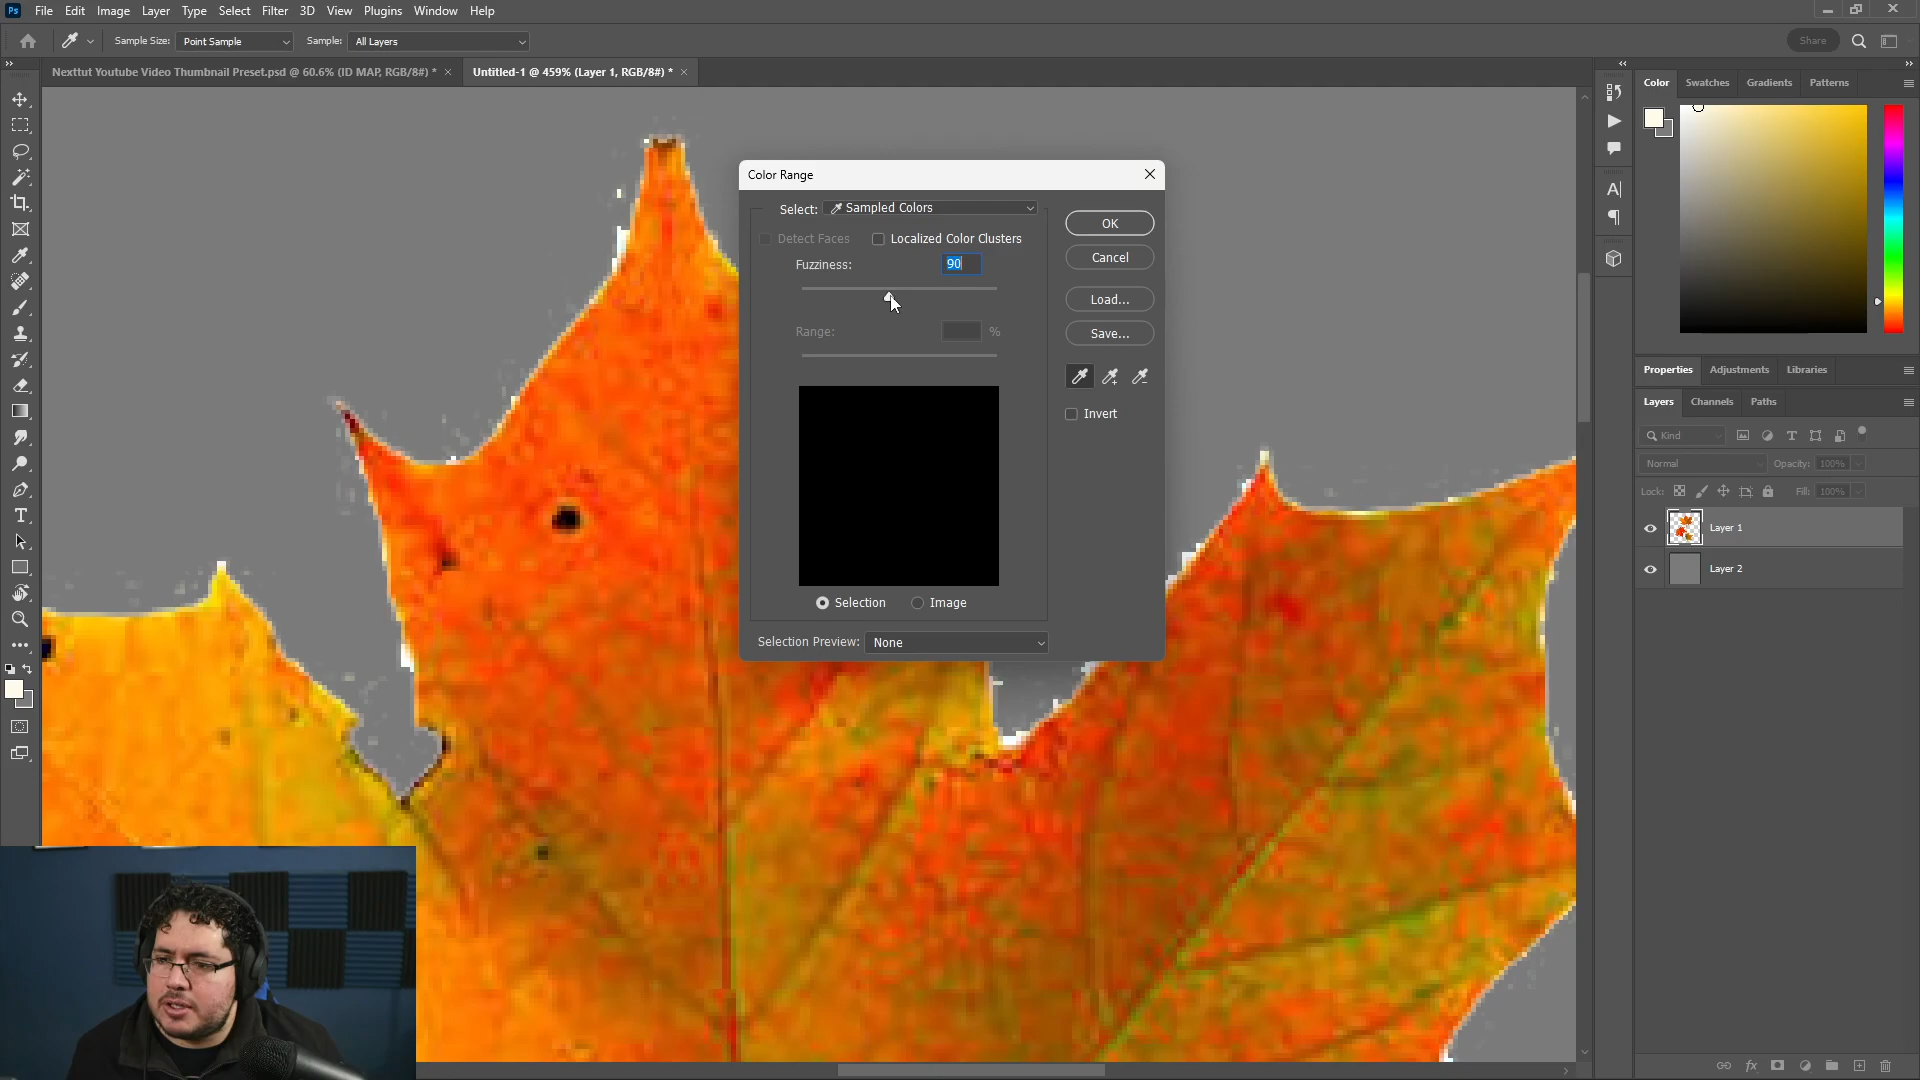 Ps File Edit Image Layer Type Select Filter 3D View Plugins Window Help
Sample Size: Point Sample Sample: All Layers Share
Nexttut Youtube Video Thumbnail Preset.psd @ 60.6% (ID MAP, RGB/8#) * × Untitled-1 @ 459% (Layer 1, RGB/8#) * ×
Color Swatches Gradients Patterns
Color Range
Select: Sampled Colors
OK
Detect Faces Localized Color Clusters
Fuzziness: 90
Cancel
Load...
Range: %
Save...
Invert
Selection Image
Selection Preview: None
Properties Adjustments Libraries
Layers Channels Paths
Kind
Normal Opacity: 100%
Lock: Fill: 100%
Layer 1
Layer 2